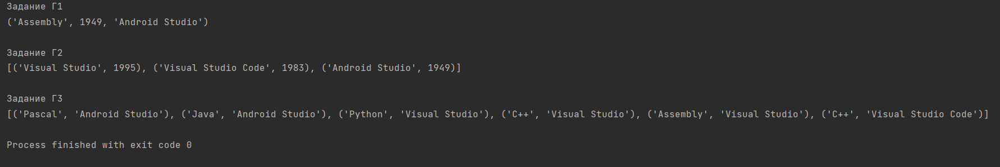 Задание Г1
('Assembly', 1949, 'Android Studio')
Задание Г2
[('Visual Studio', 1995), ('Visual Studio Code', 1983), ('Android Studio', 1949)]
Задание Г3
[('Pascal', 'Android Studio'), ('Java', 'Android Studio'), ('Python', 'Visual Studio'), ('C++', 'Visual Studio'), ('Assembly', 'Visual Studio'), ('C++', 'Visual Studio Code')]
Process finished with exit code 0